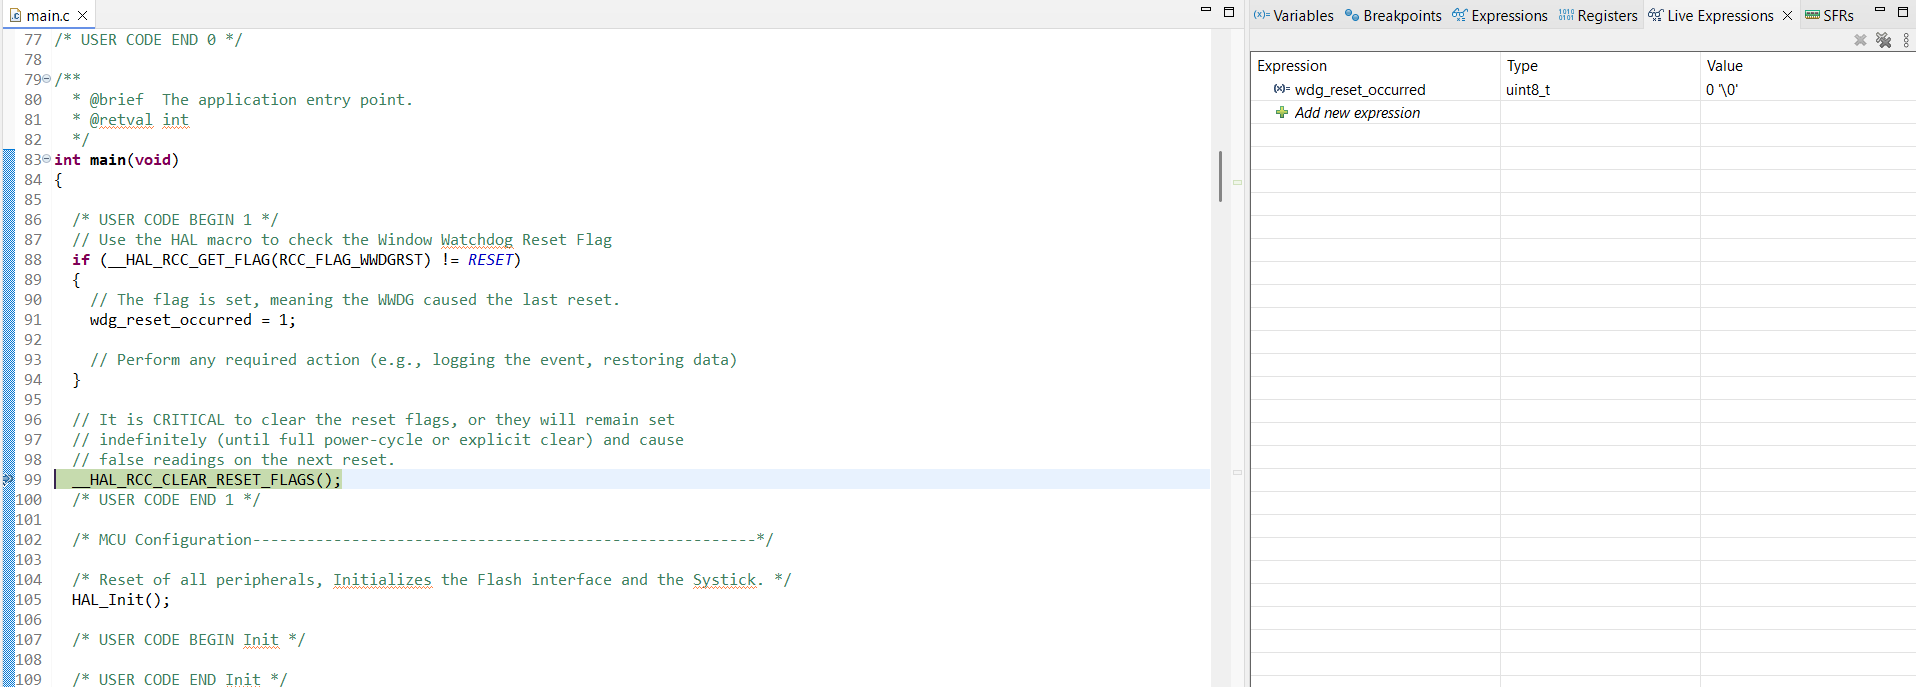 main.c
77 /* USER CODE END 0 */
78
79 /**
80 * @brief The application entry point.
81 * @retval int
82 */
83 int main(void)
84 {
85
86 /* USER CODE BEGIN 1 */
87 // Use the HAL macro to check the Window Watchdog Reset Flag
88 if (__HAL_RCC_GET_FLAG(RCC_FLAG_WWDGRST) != RESET)
89 {
90 // The flag is set, meaning the WWDG caused the last reset.
91 wdg_reset_occurred = 1;
92
93 // Perform any required action (e.g., logging the event, restoring data)
94 }
95
96 // It is CRITICAL to clear the reset flags, or they will remain set
97 // indefinitely (until full power-cycle or explicit clear) and cause
98 // false readings on the next reset.
99 __HAL_RCC_CLEAR_RESET_FLAGS();
100 /* USER CODE END 1 */
101
102 /* MCU Configuration--------------------------------------------------------*/
103
104 /* Reset of all peripherals, Initializes the Flash interface and the Systick. */
105 HAL_Init();
106
107 /* USER CODE BEGIN Init */
108
109 /* USER CODE END Init */
(x)= Variables Breakpoints Expressions 1010 0101 Registers Live Expressions SFRs
Expression Type Value
(x)= wdg_reset_occurred uint8_t 0 '\0'
Add new expression